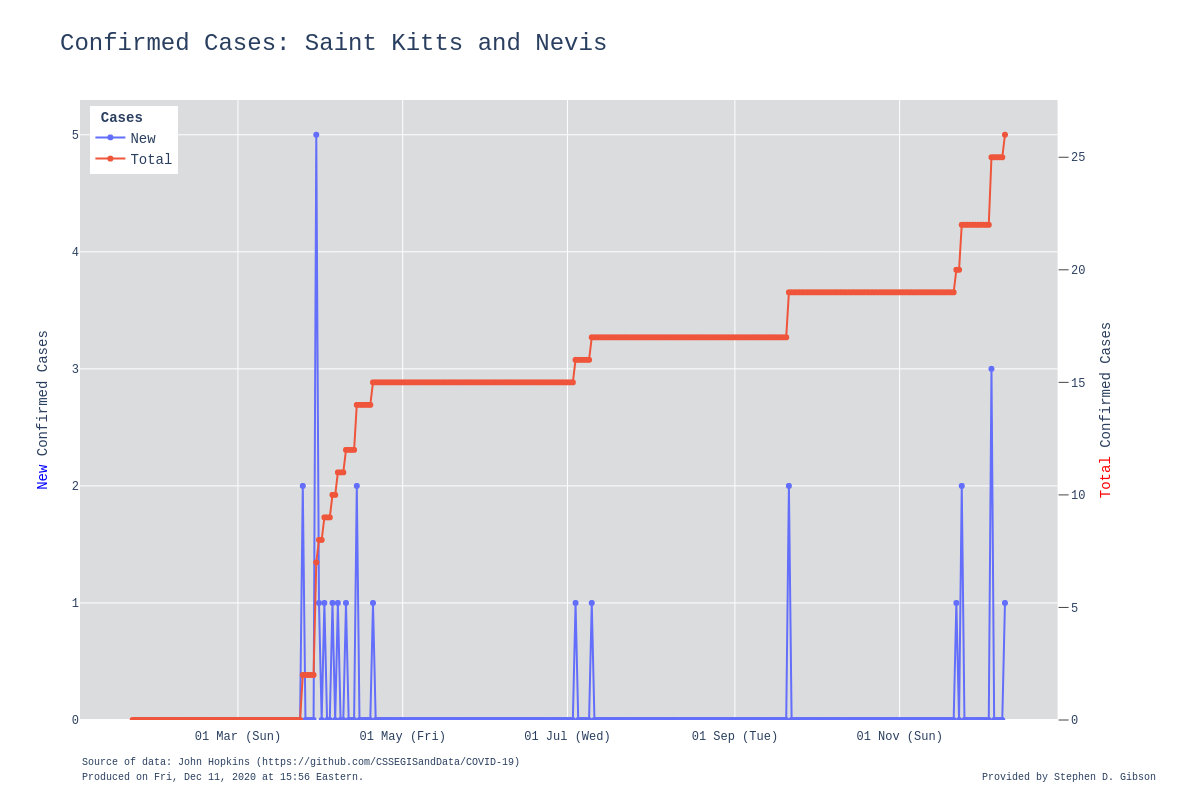 Confirmed Cases: Saint Kitts and Nevis
Cases
New
Total
5
4
3
2
1
0
25
20
15
10
5
0
New Confirmed Cases
Total Confirmed Cases
01 Mar (Sun)
01 May (Fri)
01 Jul (Wed)
01 Sep (Tue)
01 Nov (Sun)
Source of data: John Hopkins (https://github.com/CSSEGISandData/COVID-19)
Produced on Fri, Dec 11, 2020 at 15:56 Eastern.
Provided by Stephen D. Gibson